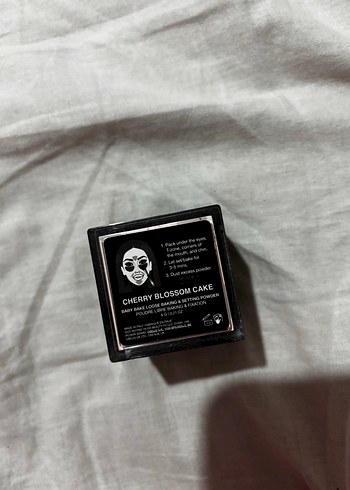 1. Pack under the eyes,
T-zone, corners of
the mouth, and chin.
2. Let set/bake for
2-3 mins.
3. Dust excess powder.
CHERRY BLOSSOM CAKE
BABY BAKE LOOSE BAKING & SETTING POWDER
POUDRE LIBRE BAKING & FIXATION